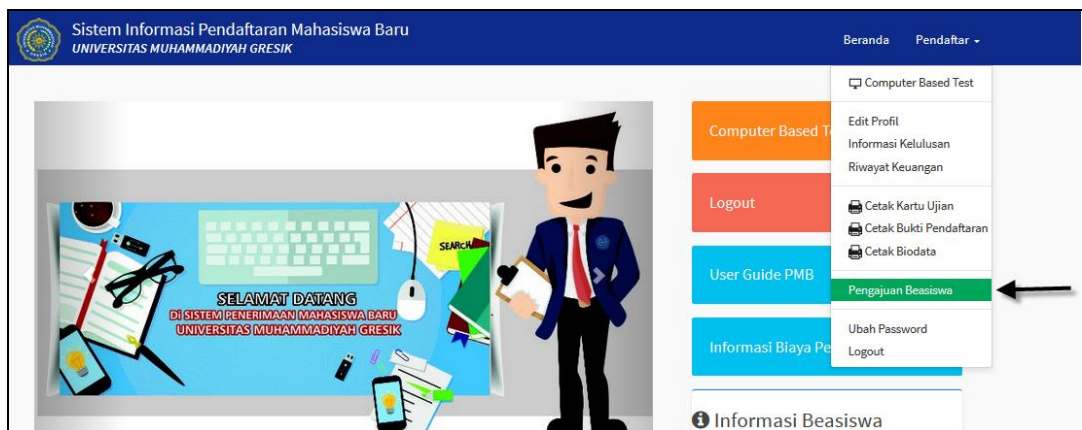 Sistem Informasi Pendaftaran Mahasiswa Baru
UNIVERSITAS MUHAMMADIYAH GRESIK
Beranda Pendaftar
Computer Based Test
Edit Profil
Informasi Kelulusan
Riwayat Keuangan
Cetak Kartu Ujian
Cetak Bukti Pendaftaran
Cetak Biodata
Pengajuan Beasiswa
Ubah Password
Logout
SEARCH
SELAMAT DATANG
Di SISTEM PENERIMAAN MAHASISWA BARU
UNIVERSITAS MUHAMMADIYAH GRESIK
Computer Based
Logout
User Guide PMB
Informasi Biaya
Informasi Beasiswa